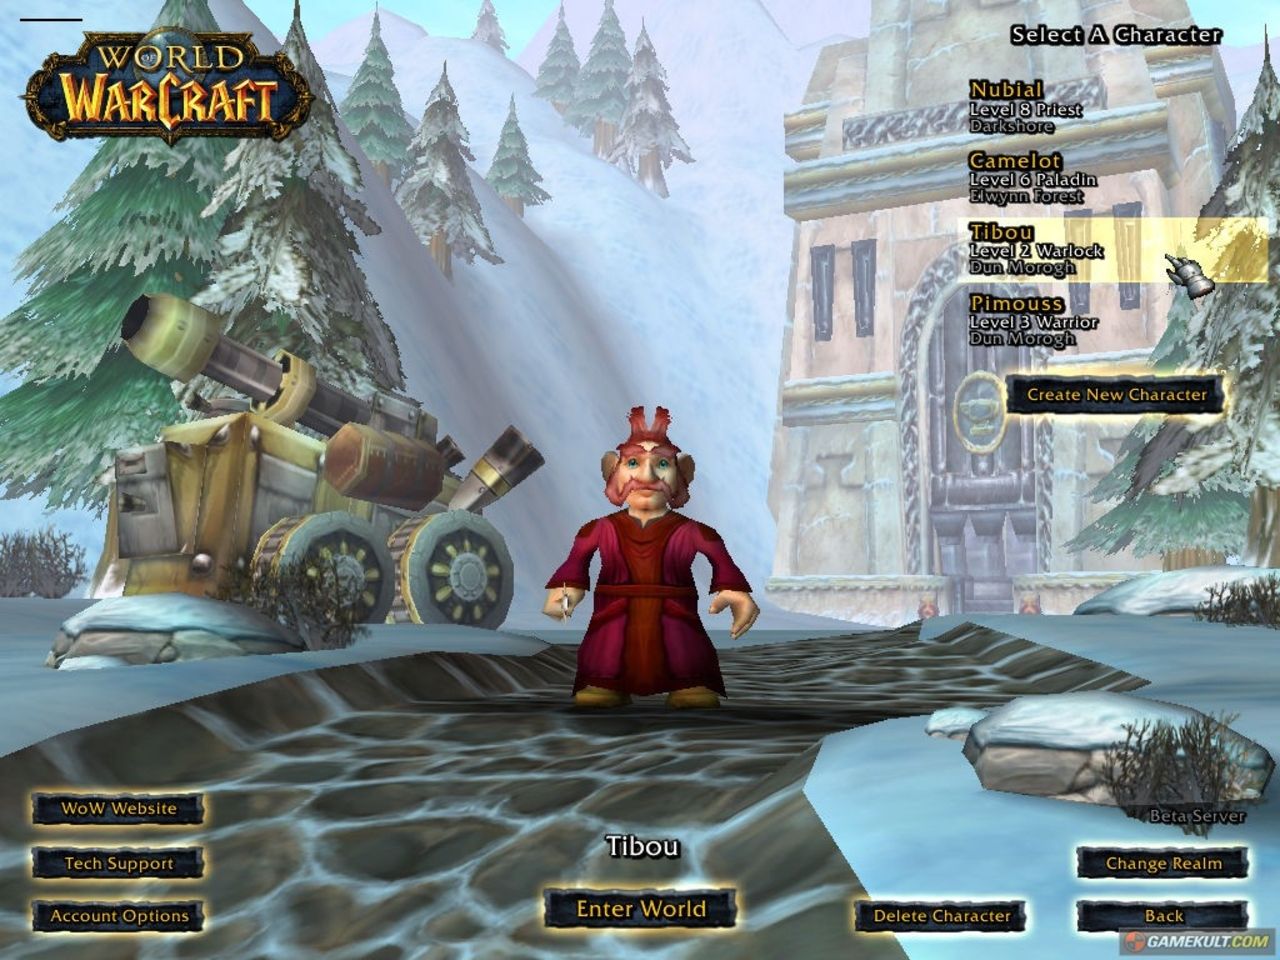 WORLD OF WARCRAFT
Select A Character
Nubial
Level 8 Priest
Darkshore
Camelot
Level 6 Paladin
Elwynn Forest
Tibou
Level 2 Warlock
Dun Morogh
Pimouss
Level 3 Warrior
Dun Morogh
Create New Character
WoW Website
Tech Support
Account Options
Tibou
Enter World
Beta Server
Change Realm
Delete Character
Back
GAMEKULT.COM